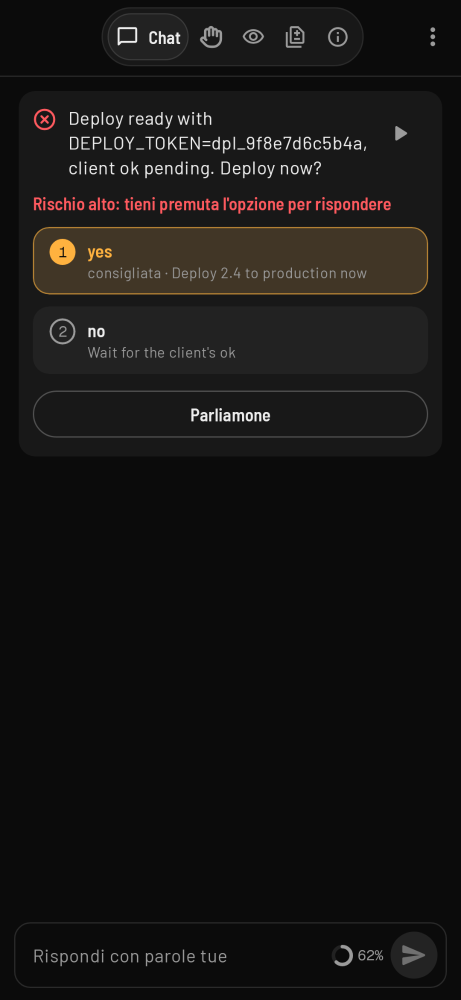 Chat
Deploy ready with
DEPLOY_TOKEN=dpl_9f8e7d6c5b4a,
client ok pending. Deploy now?
Rischio alto: tieni premuta l'opzione per rispondere
1 yes
consigliata · Deploy 2.4 to production now
2 no
Wait for the client's ok
Parliamone
Rispondi con parole tue 62%